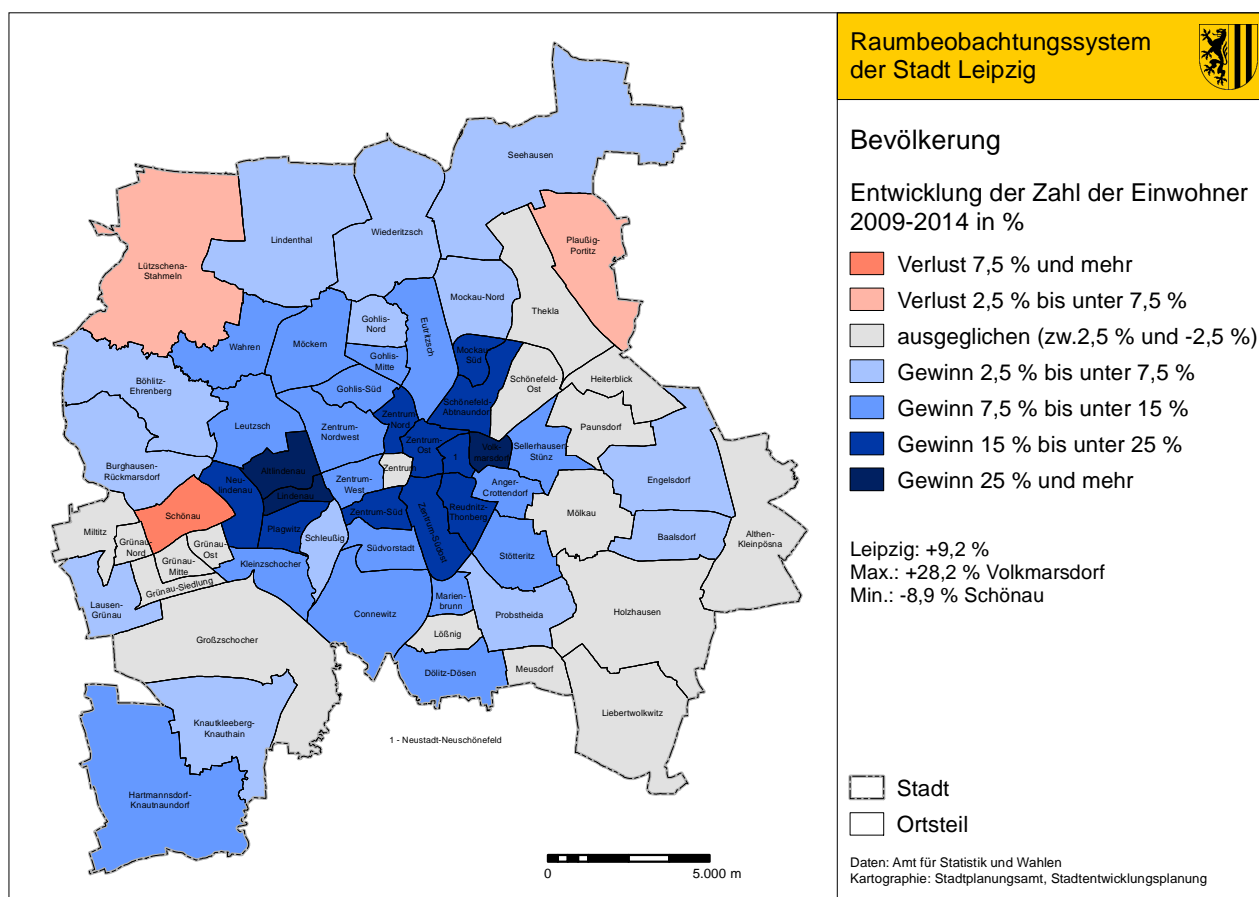 Raumbeobachtungssystem
der Stadt Leipzig
Bevölkerung
Entwicklung der Zahl der Einwohner
2009-2014 in %
Verlust 7,5 % und mehr
Verlust 2,5 % bis unter 7,5 %
ausgeglichen (zw.2,5 % und -2,5 %)
Gewinn 2,5 % bis unter 7,5 %
Gewinn 7,5 % bis unter 15 %
Gewinn 15 % bis unter 25 %
Gewinn 25 % und mehr
Leipzig: +9,2 %
Max.: +28,2 % Volkmarsdorf
Min.: -8,9 % Schönau
Stadt
Ortsteil
Daten: Amt für Statistik und Wahlen
Kartographie: Stadtplanungsamt, Stadtentwicklungsplanung
Seehausen
Lindenthal
Wiederitzsch
Plaußig-
Portitz
Lützschena-
Stahmeln
Mockau-Nord
Thekla
Gohlis-
Nord
Eutritzsch
Wahren
Möckern
Gohlis-
Mitte
Mockau-
Süd
Böhlitz-
Ehrenberg
Gohlis-Süd
Schönefeld-
Ost
Heiterblick
Schönefeld-
Abtnaundorf
Leutzsch
Zentrum-
Nordwest
Zentrum-
Nord
Paunsdorf
Zentrum-
Ost
1
Volk-
marsdorf
Sellerhausen-
Stünz
Burghausen-
Rückmarsdorf
Altlindenau
Neu-
lindenau
Lindenau
Zentrum-
West
Zentrum
Anger-
Crottendorf
Engelsdorf
Schönau
Plagwitz
Zentrum-Süd
Zentrum-Südost
Reudnitz-
Thonberg
Mölkau
Miltitz
Grünau-
Nord
Grünau-
Ost
Grünau-
Mitte
Grünau-Siedlung
Schleußig
Südvorstadt
Baalsdorf
Althen-
Kleinpösna
Kleinzschocher
Stötteritz
Lausen-
Grünau
Connewitz
Marien-
brunn
Probstheida
Holzhausen
Großzschocher
Lößnig
Dölitz-Dösen
Meusdorf
Liebertwolkwitz
Knautkleeberg-
Knauthain
1 - Neustadt-Neuschönefeld
Hartmannsdorf-
Knautnaundorf
0
5.000 m